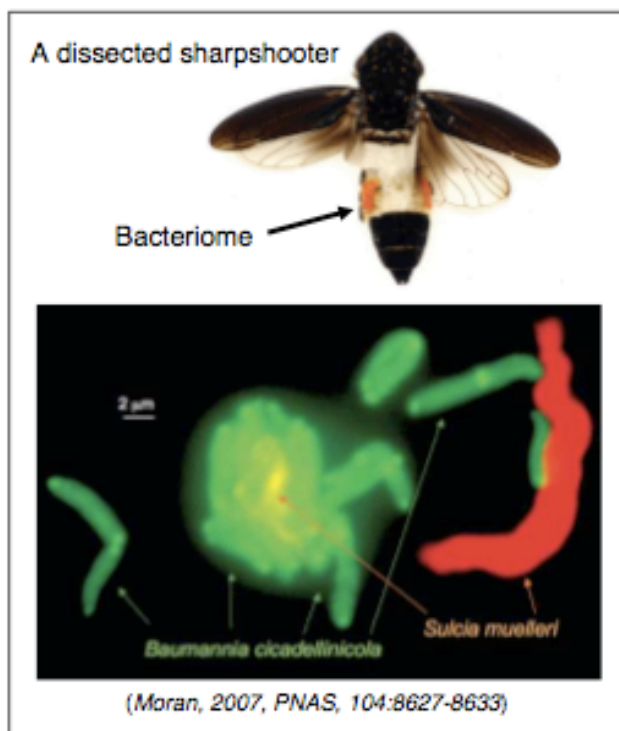 A dissected sharpshooter
Bacteriome
2 μm
Baumannia cicadellinicola
Sulcia muelleri
(Moran, 2007, PNAS, 104:8627-8633)